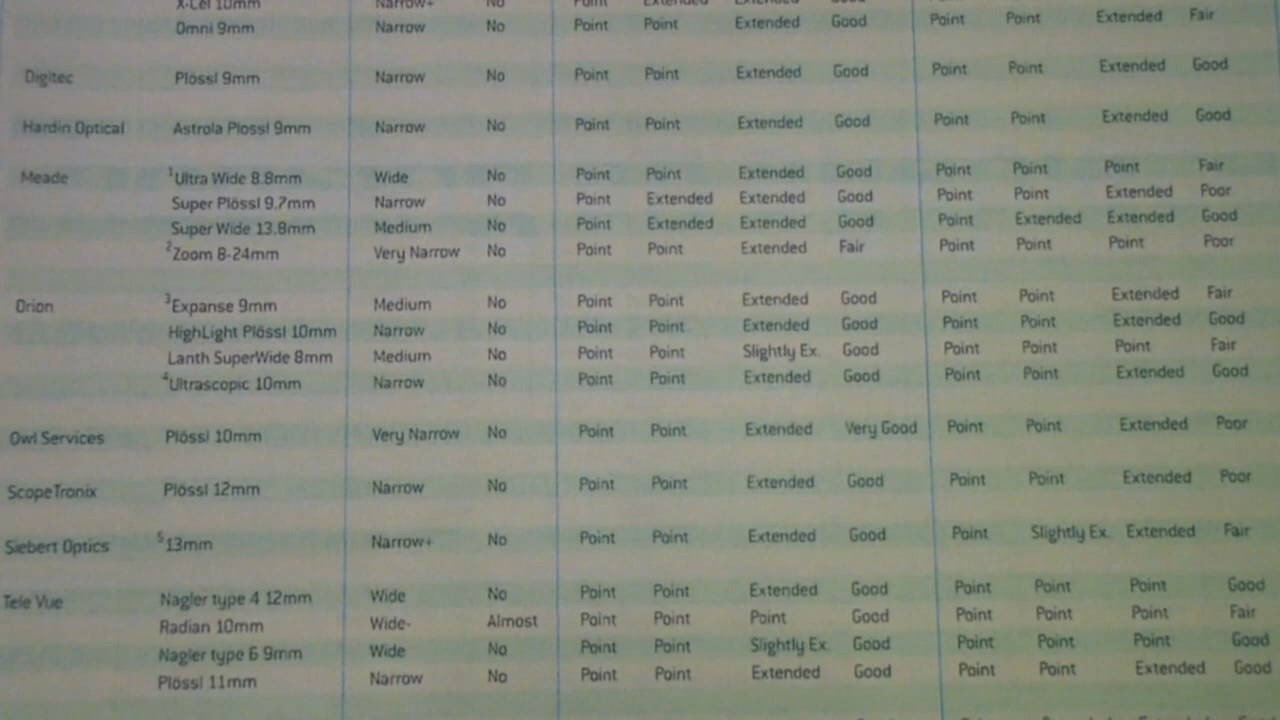 X-Cel 10mm Narrow+ No Point Extended Extended Good Point
Omni 9mm Narrow No Point Point Extended Good Point Point Extended Fair
Digitec Plössl 9mm Narrow No Point Point Extended Good Point Point Extended Good
Hardin Optical Astrola Plossl 9mm Narrow No Point Point Extended Good Point Point Extended Good
Meade ¹Ultra Wide 8.8mm Wide No Point Point Extended Good Point Point Point Fair
Super Plössl 9.7mm Narrow No Point Extended Extended Good Point Point Extended Poor
Super Wide 13.8mm Medium No Point Extended Extended Good Point Extended Extended Good
²Zoom 8-24mm Very Narrow No Point Point Extended Fair Point Point Point Poor
Orion ³Expanse 9mm Medium No Point Point Extended Good Point Point Extended Fair
HighLight Plössl 10mm Narrow No Point Point Extended Good Point Point Extended Good
Lanth SuperWide 8mm Medium No Point Point Slightly Ex. Good Point Point Point Fair
⁴Ultrascopic 10mm Narrow No Point Point Extended Good Point Point Extended Good
Owl Services Plössl 10mm Very Narrow No Point Point Extended Very Good Point Point Extended Poor
ScopeTronix Plössl 12mm Narrow No Point Point Extended Good Point Point Extended Poor
Siebert Optics ⁵13mm Narrow+ No Point Point Extended Good Point Slightly Ex. Extended Fair
Tele Vue Nagler type 4 12mm Wide No Point Point Extended Good Point Point Point Good
Radian 10mm Wide- Almost Point Point Point Good Point Point Point Fair
Nagler type 6 9mm Wide No Point Point Slightly Ex. Good Point Point Point Good
Plössl 11mm Narrow No Point Point Extended Good Point Point Extended Good